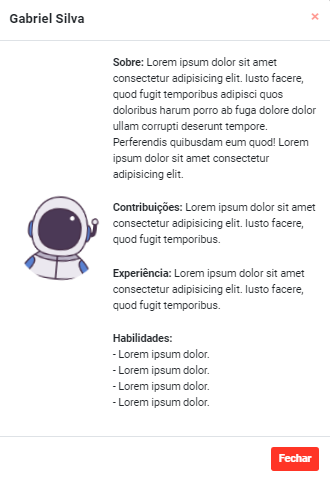 Gabriel Silva
×
Sobre: Lorem ipsum dolor sit amet
consectetur adipisicing elit. Iusto facere,
quod fugit temporibus adipisci quos
doloribus harum porro ab fuga dolore dolor
ullam corrupti deserunt tempore.
Perferendis quibusdam eum quod! Lorem
ipsum dolor sit amet consectetur
adipisicing elit.
Contribuições: Lorem ipsum dolor sit amet
consectetur adipisicing elit. Iusto facere,
quod fugit temporibus.
Experiência: Lorem ipsum dolor sit amet
consectetur adipisicing elit. Iusto facere,
quod fugit temporibus.
Habilidades:
- Lorem ipsum dolor.
- Lorem ipsum dolor.
- Lorem ipsum dolor.
- Lorem ipsum dolor.
Fechar